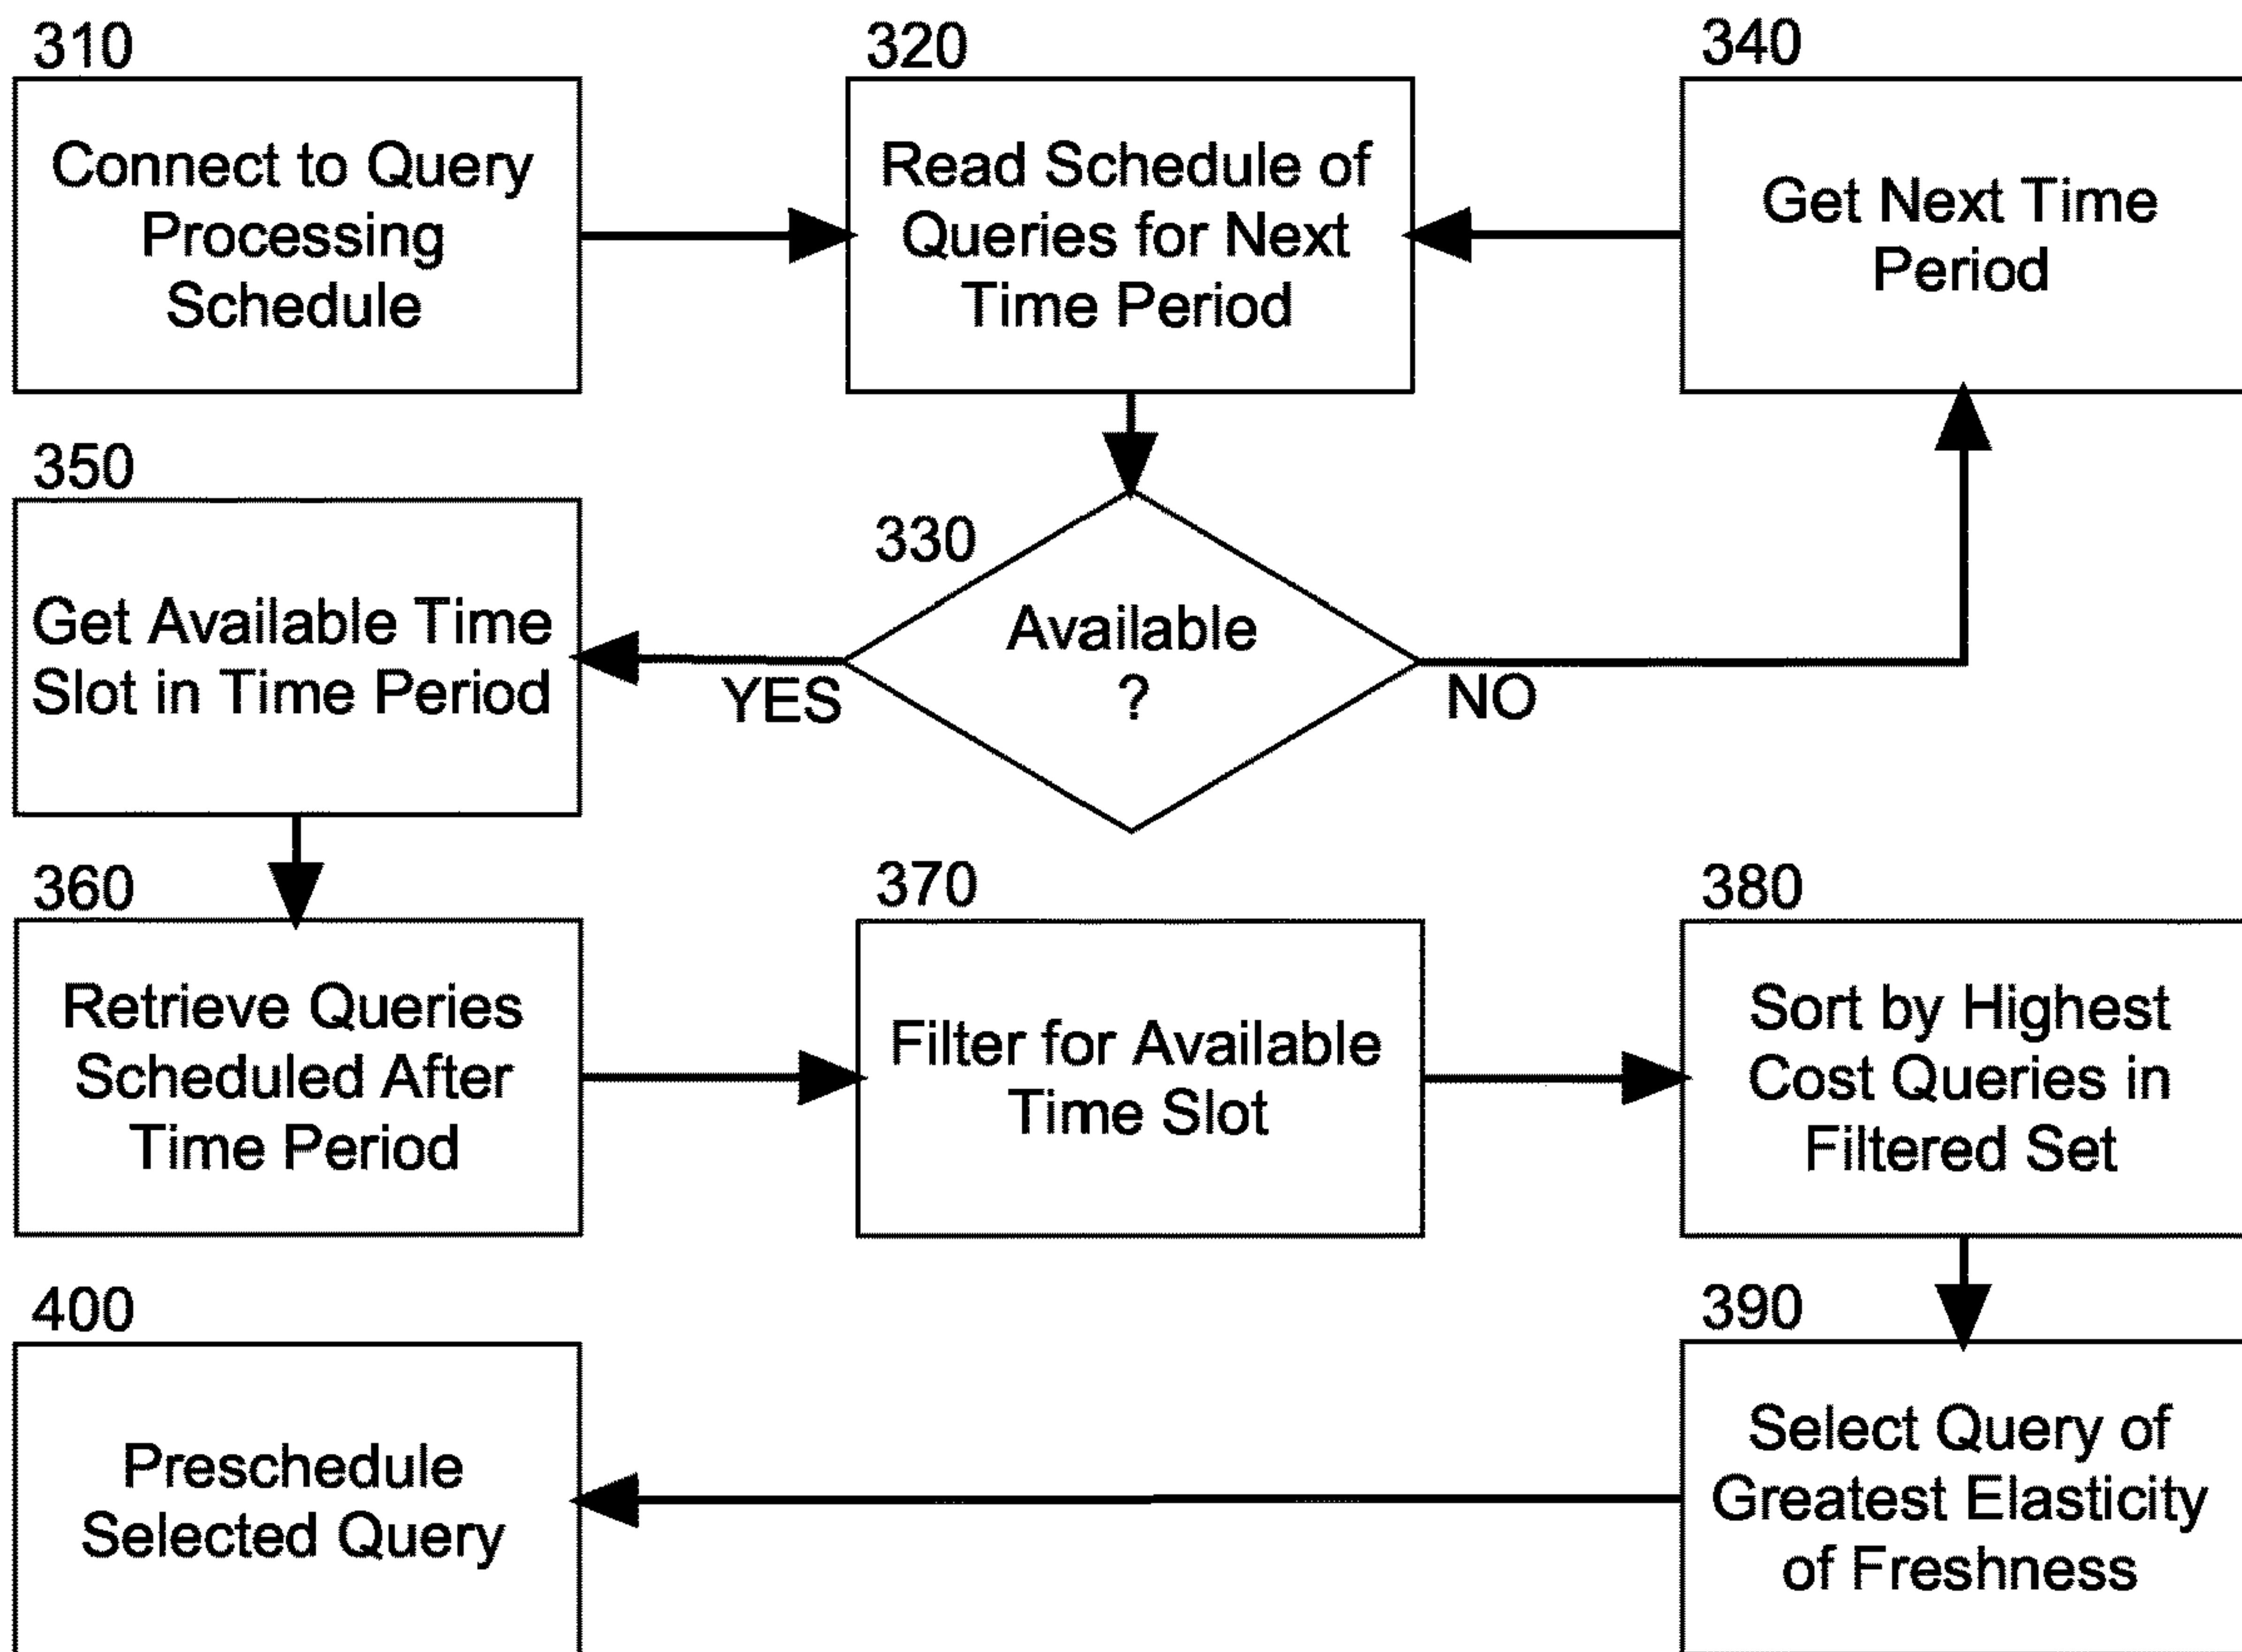 310
Connect to Query
Processing
Schedule
320
Read Schedule of
Queries for Next
Time Period
340
Get Next Time
Period
350
Get Available Time
Slot in Time Period
330
Available
?
YES
NO
360
Retrieve Queries
Scheduled After
Time Period
370
Filter for Available
Time Slot
380
Sort by Highest
Cost Queries in
Filtered Set
400
Preschedule
Selected Query
390
Select Query of
Greatest Elasticity
of Freshness